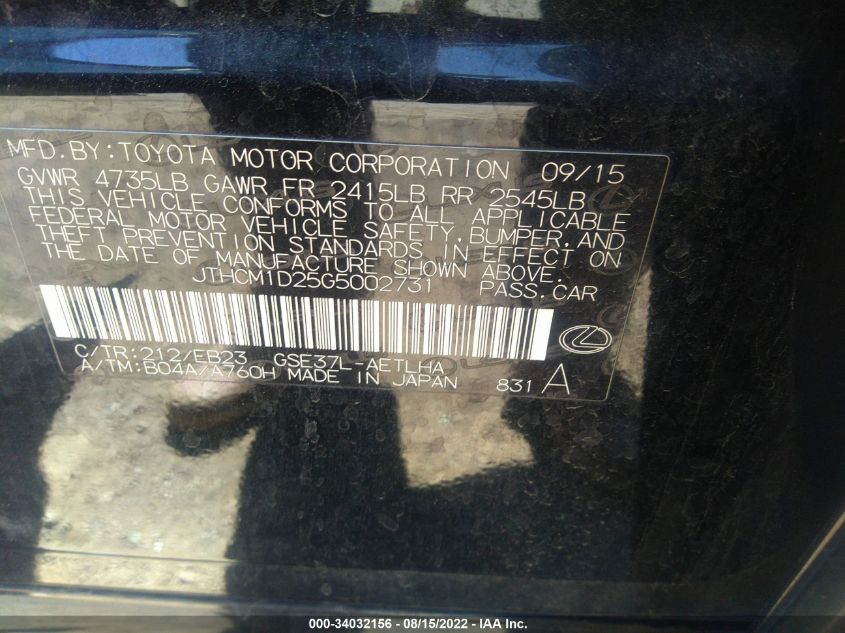 MFD.BY:TOYOTA MOTOR CORPORATION 09/15
GVWR 4735LB GAWR FR 2415LB RR 2545LB
THIS VEHICLE CONFORMS TO ALL APPLICABLE
FEDERAL MOTOR VEHICLE SAFETY,BUMPER,AND
THEFT PREVENTION STANDARDS IN EFFECT ON
THE DATE OF MANUFACTURE SHOWN ABOVE.
JTHCM1D25G5002731 PASS.CAR
C/TR:212/EB23 GSE37L-AETLHA
A/TM:B04A/A760H MADE IN JAPAN 831 A
000-34032156 - 08/15/2022 - IAA Inc.